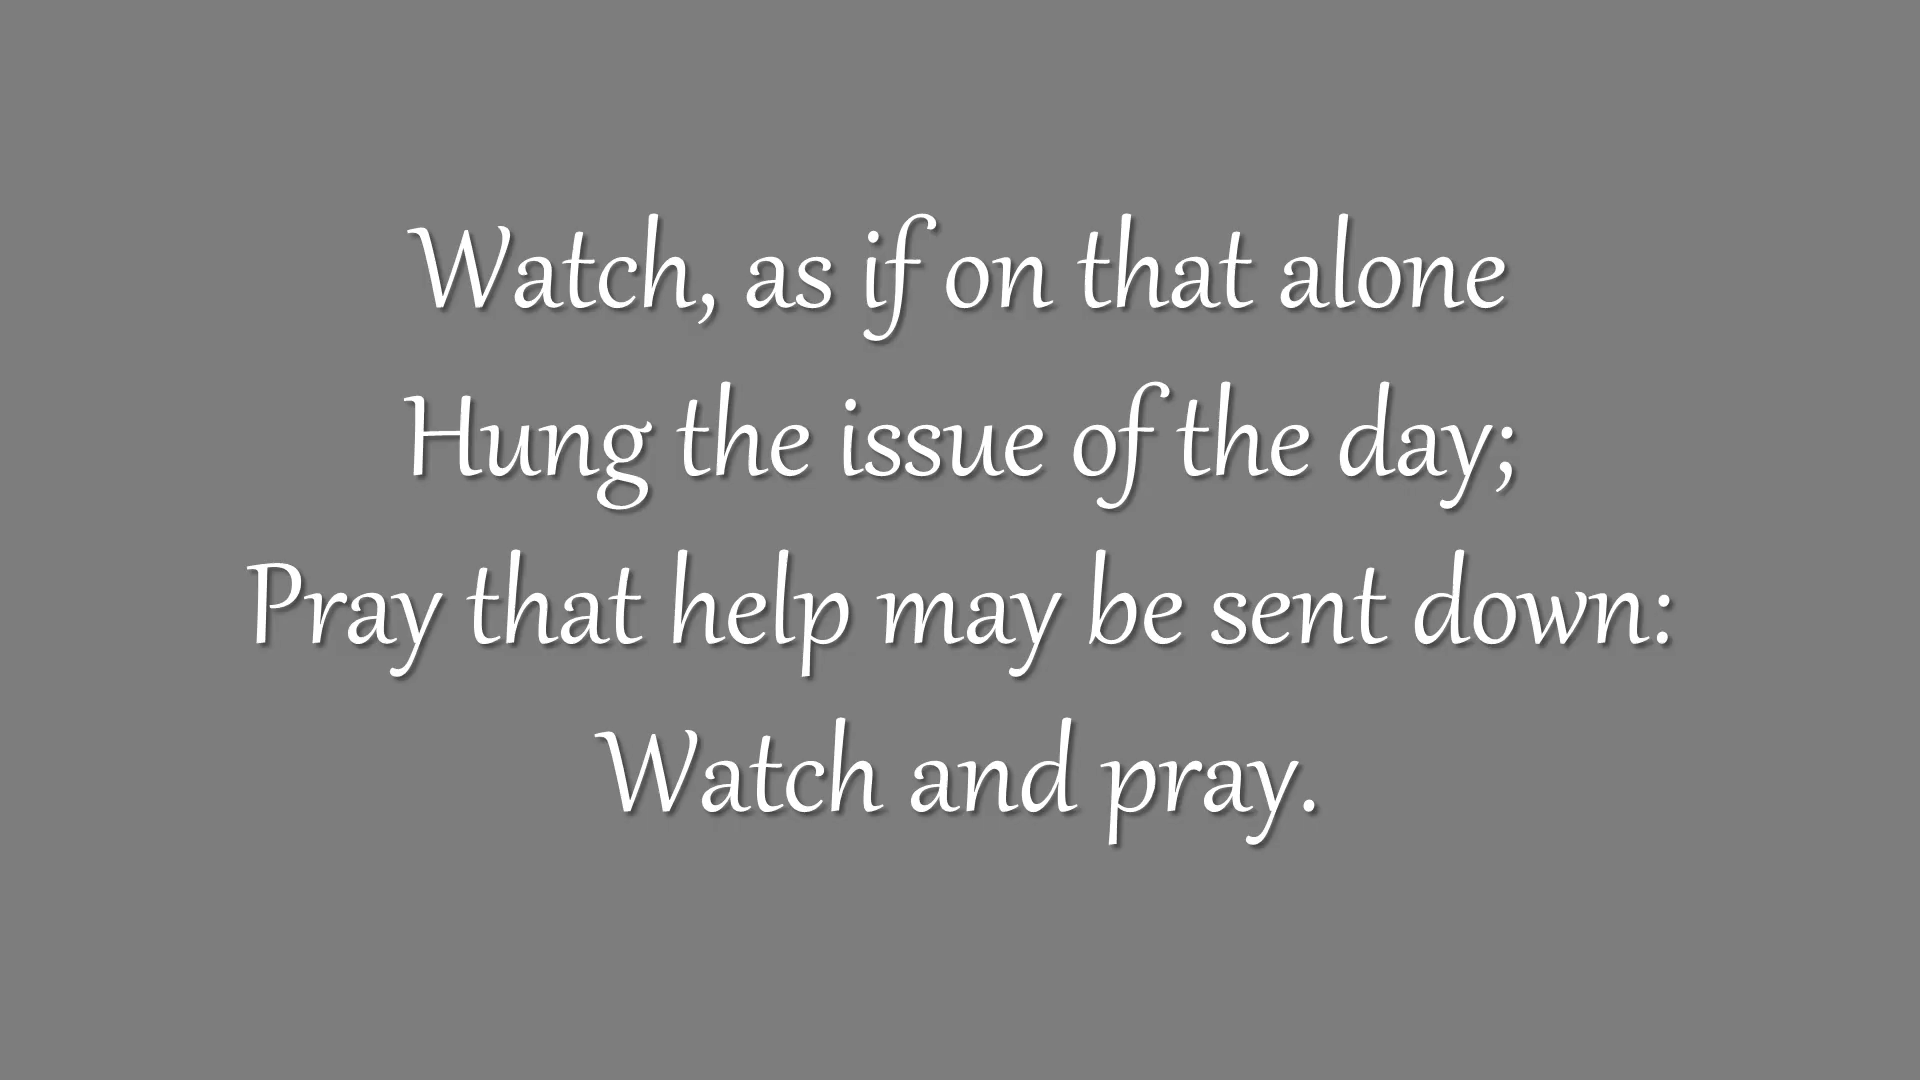 Watch, as if on that alone
Hung the issue of the day;
Pray that help may be sent down:
Watch and pray.